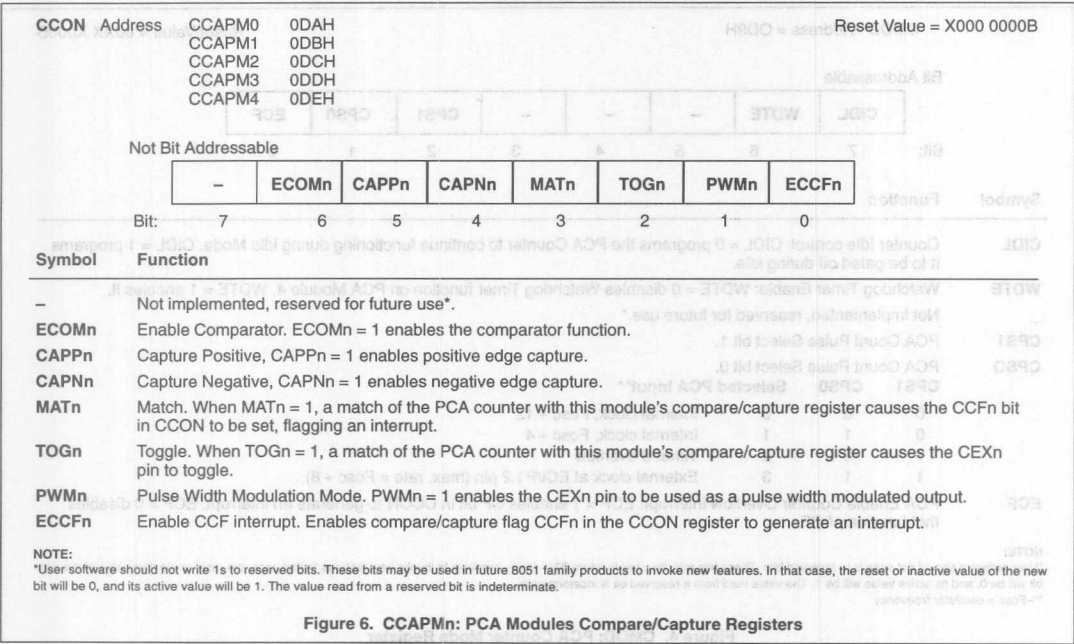 CCON Address CCAPM0 0DAH Reset Value = X000 0000B
CCAPM1 0DBH
CCAPM2 0DCH
CCAPM3 0DDH
CCAPM4 0DEH
Not Bit Addressable
– ECOMn CAPPn CAPNn MATn TOGn PWMn ECCFn
Bit: 7 6 5 4 3 2 1 0
Symbol Function
– Not implemented, reserved for future use*.
ECOMn Enable Comparator. ECOMn = 1 enables the comparator function.
CAPPn Capture Positive, CAPPn = 1 enables positive edge capture.
CAPNn Capture Negative, CAPNn = 1 enables negative edge capture.
MATn Match. When MATn = 1, a match of the PCA counter with this module's compare/capture register causes the CCFn bit
in CCON to be set, flagging an interrupt.
TOGn Toggle. When TOGn = 1, a match of the PCA counter with this module's compare/capture register causes the CEXn
pin to toggle.
PWMn Pulse Width Modulation Mode. PWMn = 1 enables the CEXn pin to be used as a pulse width modulated output.
ECCFn Enable CCF interrupt. Enables compare/capture flag CCFn in the CCON register to generate an interrupt.
NOTE:
*User software should not write 1s to reserved bits. These bits may be used in future 8051 family products to invoke new features. In that case, the reset or inactive value of the new
bit will be 0, and its active value will be 1. The value read from a reserved bit is indeterminate.
Figure 6. CCAPMn: PCA Modules Compare/Capture Registers